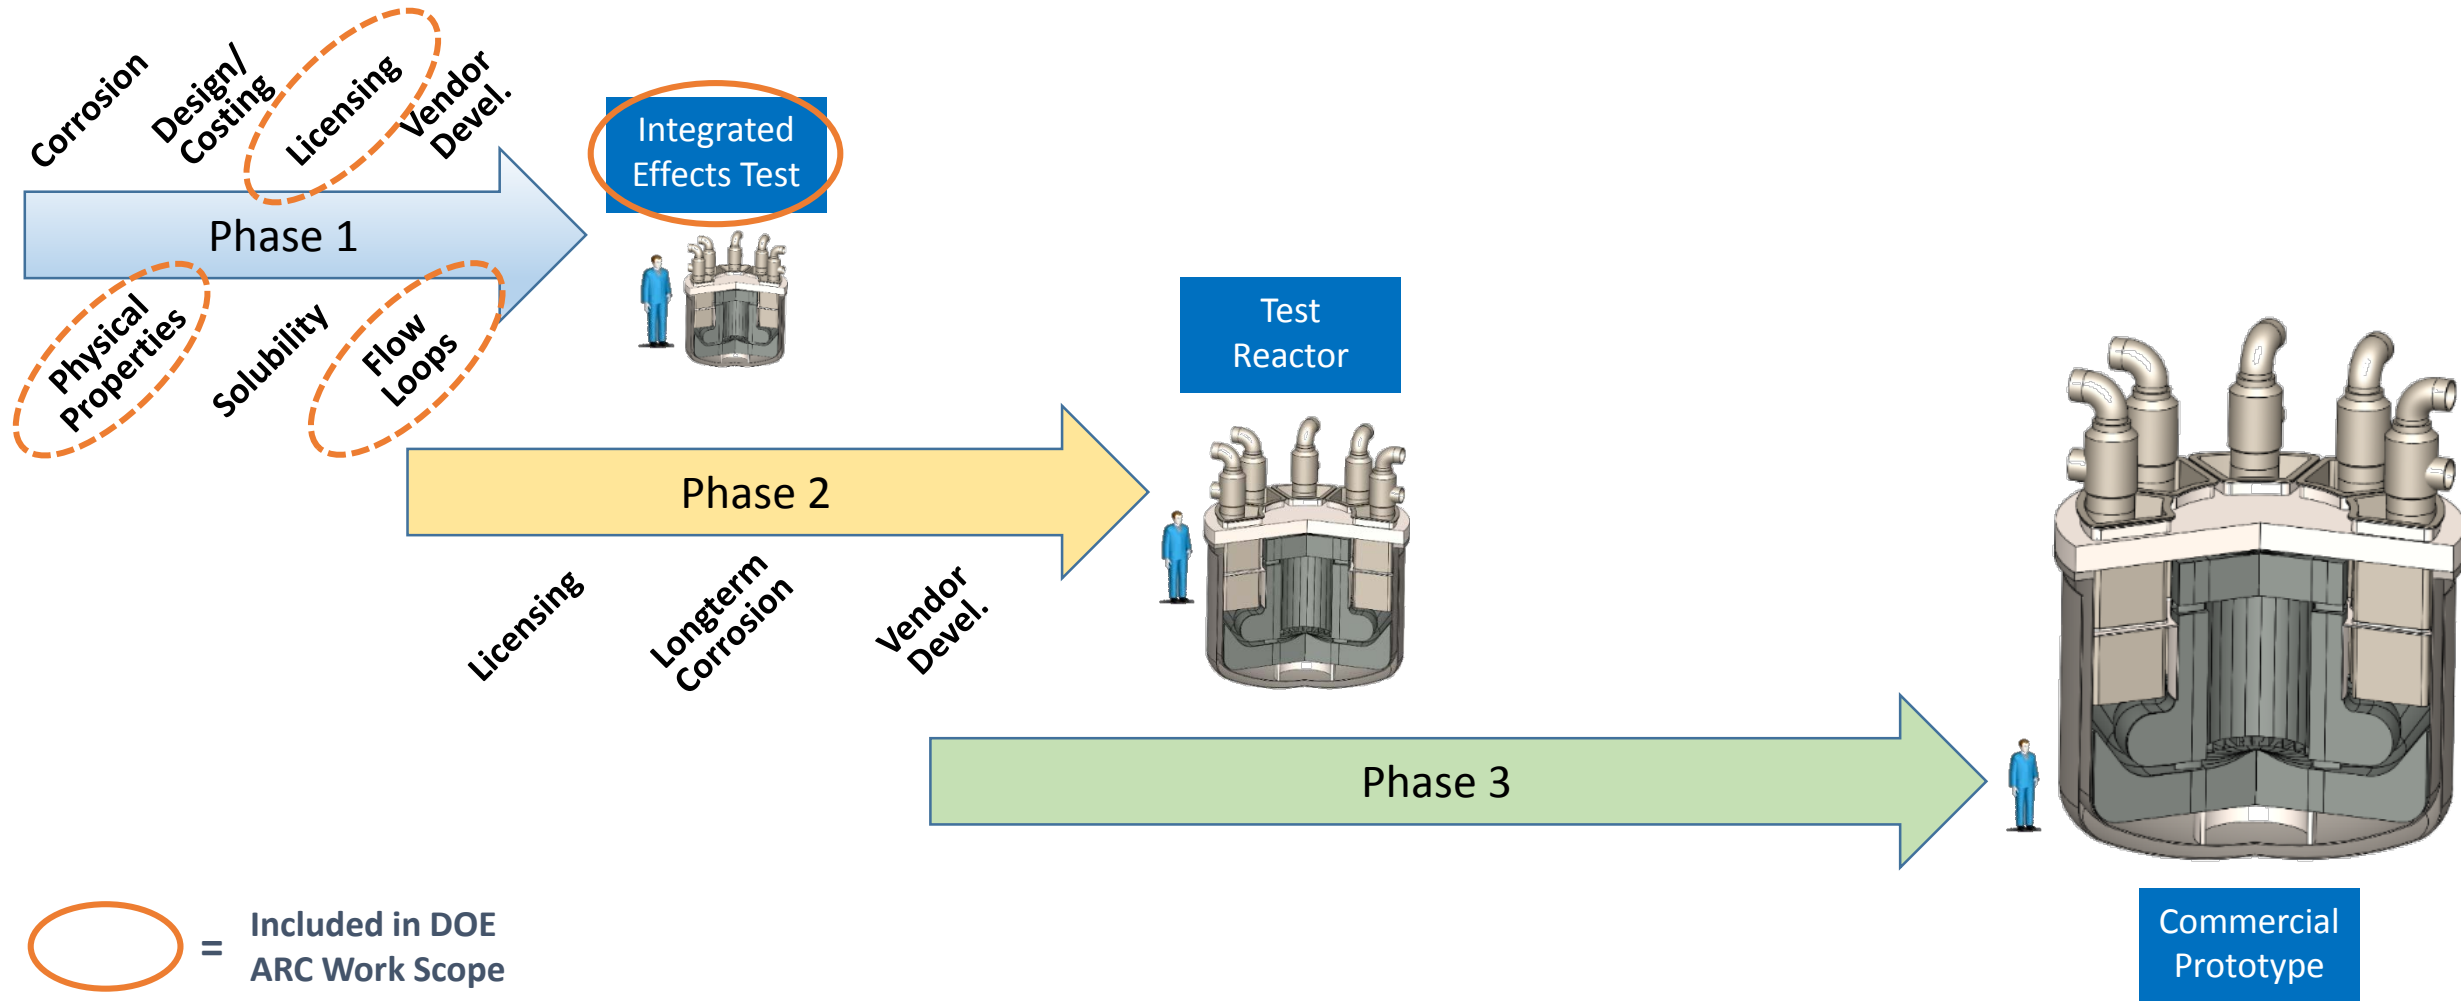 Corrosion
Design/
Costing
Licensing
Vendor
Devel.
Integrated
Effects Test
Phase 1
Physical
Properties
Solubility
Flow
Loops
Test
Reactor
Phase 2
Licensing
Longterm
Corrosion
Vendor
Devel.
Phase 3
=
Included in DOE
ARC Work Scope
Commercial
Prototype